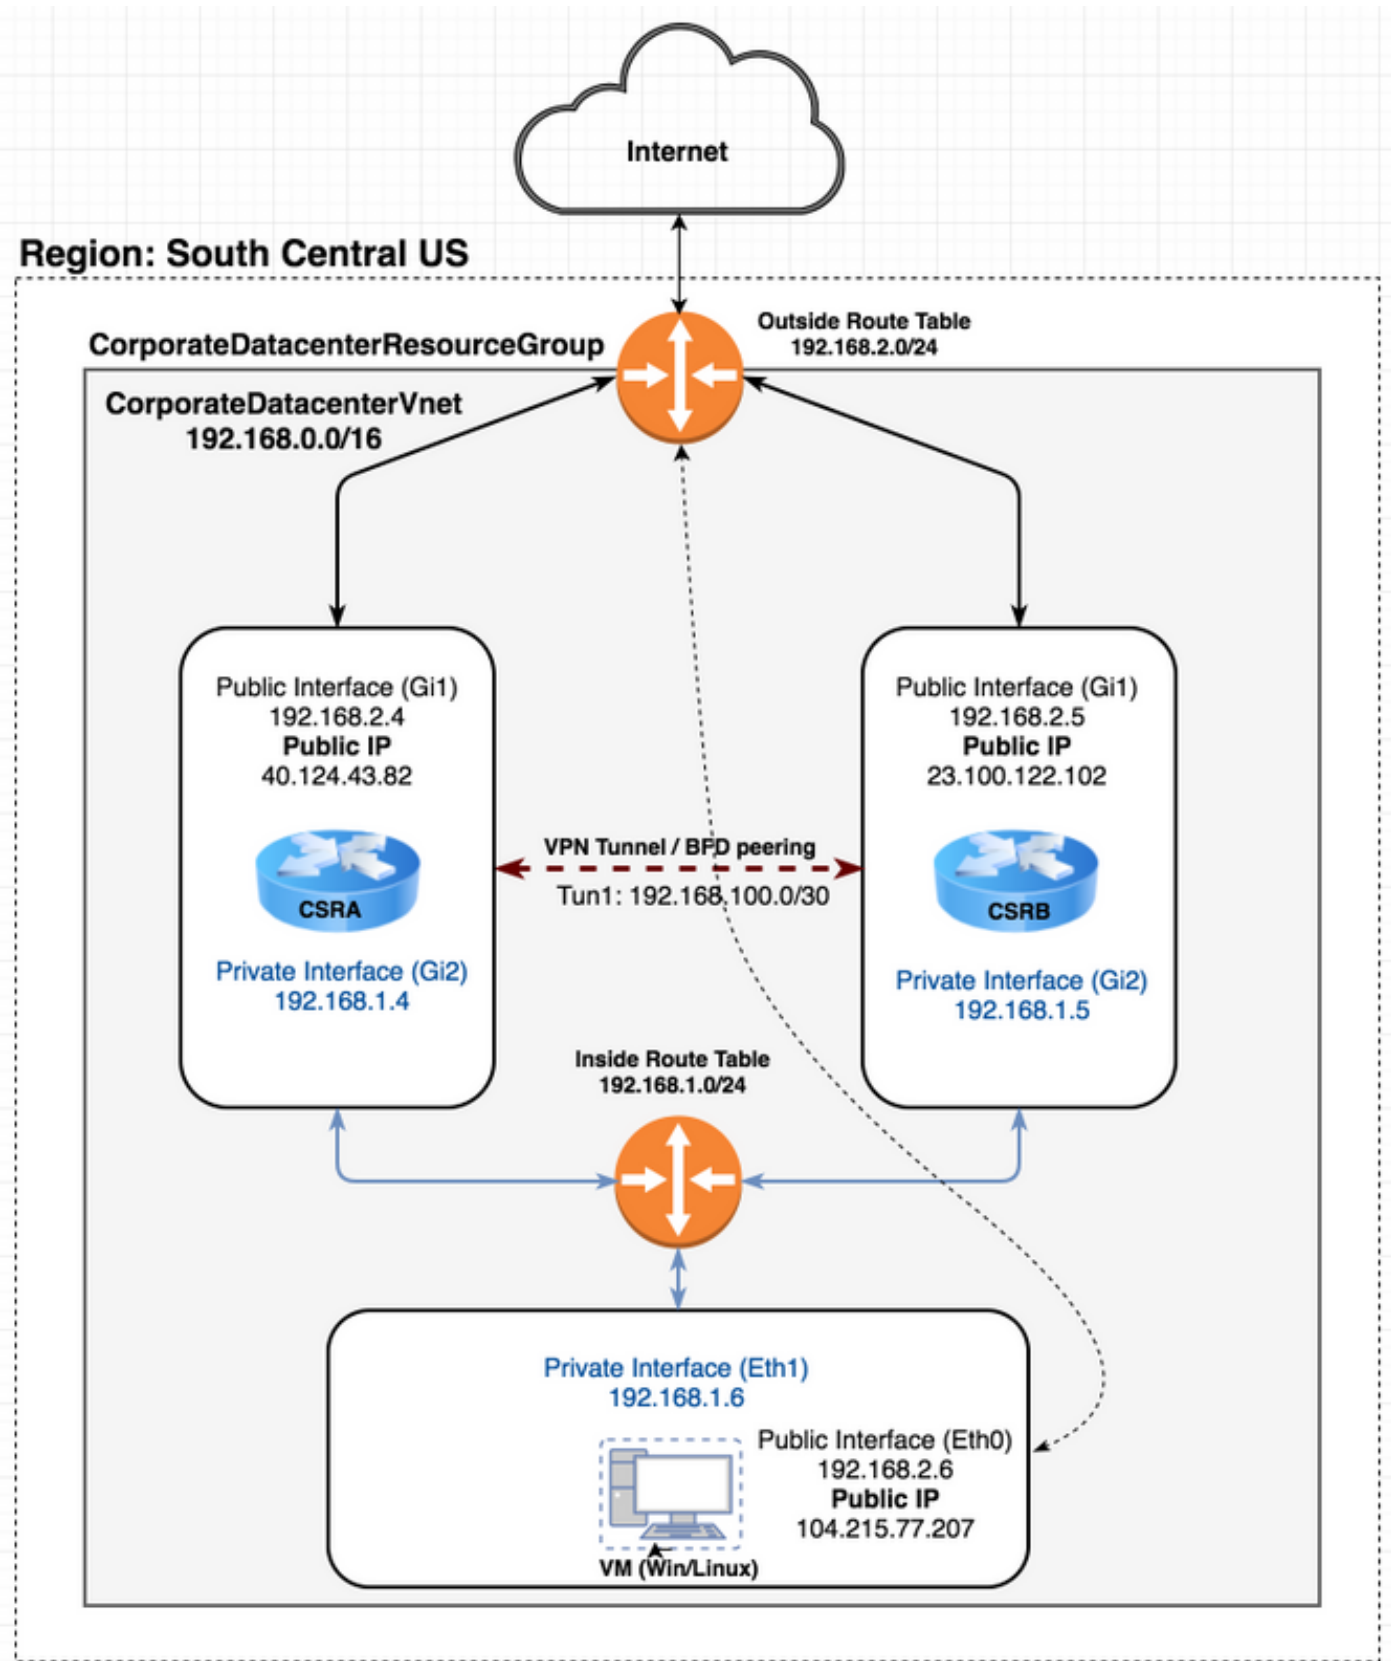 Internet
Region: South Central US
Outside Route Table
192.168.2.0/24
CorporateDatacenterResourceGroup
CorporateDatacenterVnet
192.168.0.0/16
Public Interface (Gi1)
192.168.2.4
Public IP
40.124.43.82
CSRA
Private Interface (Gi2)
192.168.1.4
VPN Tunnel / BFD peering
Tun1: 192.168.100.0/30
Public Interface (Gi1)
192.168.2.5
Public IP
23.100.122.102
CSRB
Private Interface (Gi2)
192.168.1.5
Inside Route Table
192.168.1.0/24
Private Interface (Eth1)
192.168.1.6
Public Interface (Eth0)
192.168.2.6
Public IP
104.215.77.207
VM (Win/Linux)